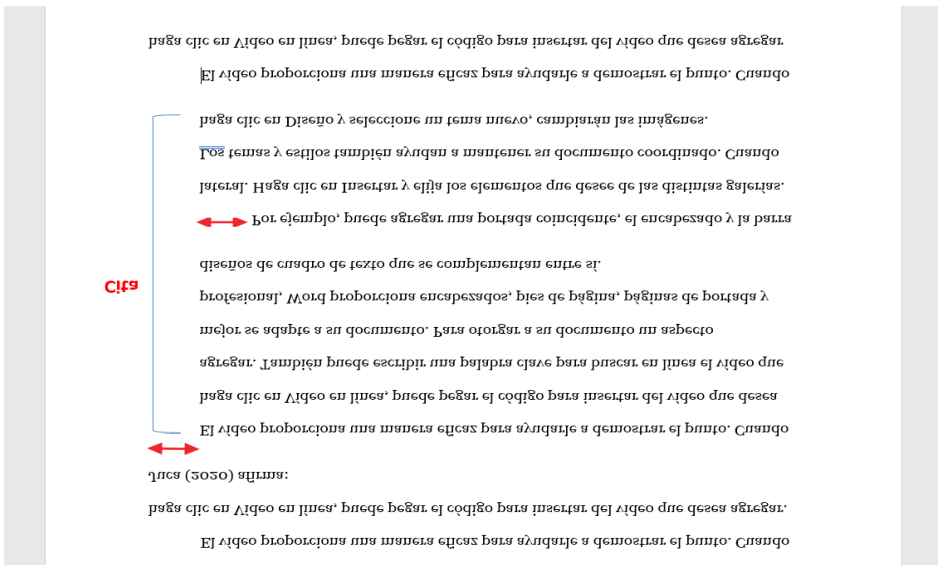 El video proporciona una manera eficaz para ayudarle a demostrar el punto. Cuando
haga clic en Video en línea, puede pegar el código para insertar del video que desea agregar.
Juca (2020) afirma:
El video proporciona una manera eficaz para ayudarle a demostrar el punto. Cuando
haga clic en Video en línea, puede pegar el código para insertar del video que desea
agregar. También puede escribir una palabra clave para buscar en línea el video que
mejor se adapte a su documento. Para otorgar a su documento un aspecto
profesional, Word proporciona encabezados, pies de página, páginas de portada y
diseños de cuadro de texto que se complementan entre sí.
Cita
Por ejemplo, puede agregar una portada coincidente, el encabezado y la barra
lateral. Haga clic en Insertar y elija los elementos que desee de las distintas galerías.
Los temas y estilos también ayudan a mantener su documento coordinado. Cuando
haga clic en Diseño y seleccione un tema nuevo, cambiarán las imágenes.
El video proporciona una manera eficaz para ayudarle a demostrar el punto. Cuando
haga clic en Video en línea, puede pegar el código para insertar del video que desea agregar